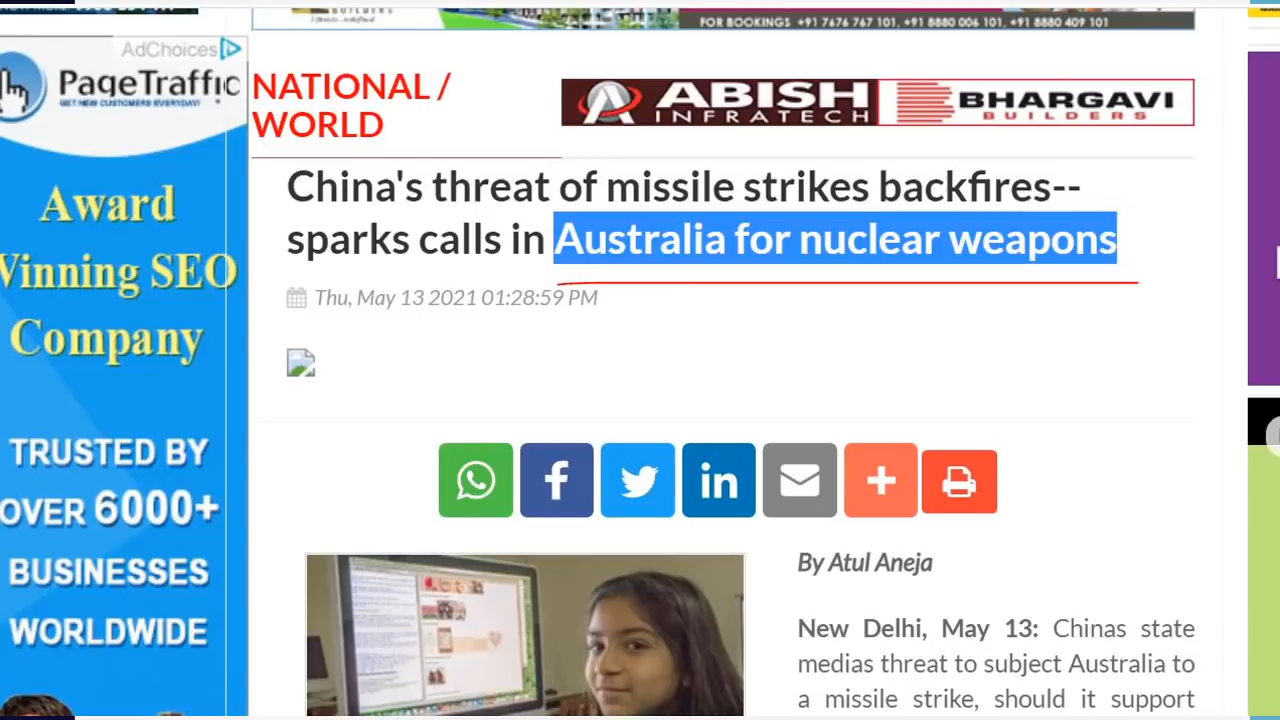 FOR BOOKINGS +91 7676 767 101, +91 8880 006 101, +91 8880 409 101
AdChoices
PageTraffic
GET NEW CUSTOMERS EVERYDAY!
Award
Winning SEO
Company
TRUSTED BY
OVER 6000+
BUSINESSES
WORLDWIDE
NATIONAL /
WORLD
ABISH
INFRATECH
BHARGAVI
BUILDERS
China's threat of missile strikes backfires--
sparks calls in Australia for nuclear weapons
Thu, May 13 2021 01:28:59 PM
in
By Atul Aneja
New Delhi, May 13: Chinas state
medias threat to subject Australia to
a missile strike, should it support